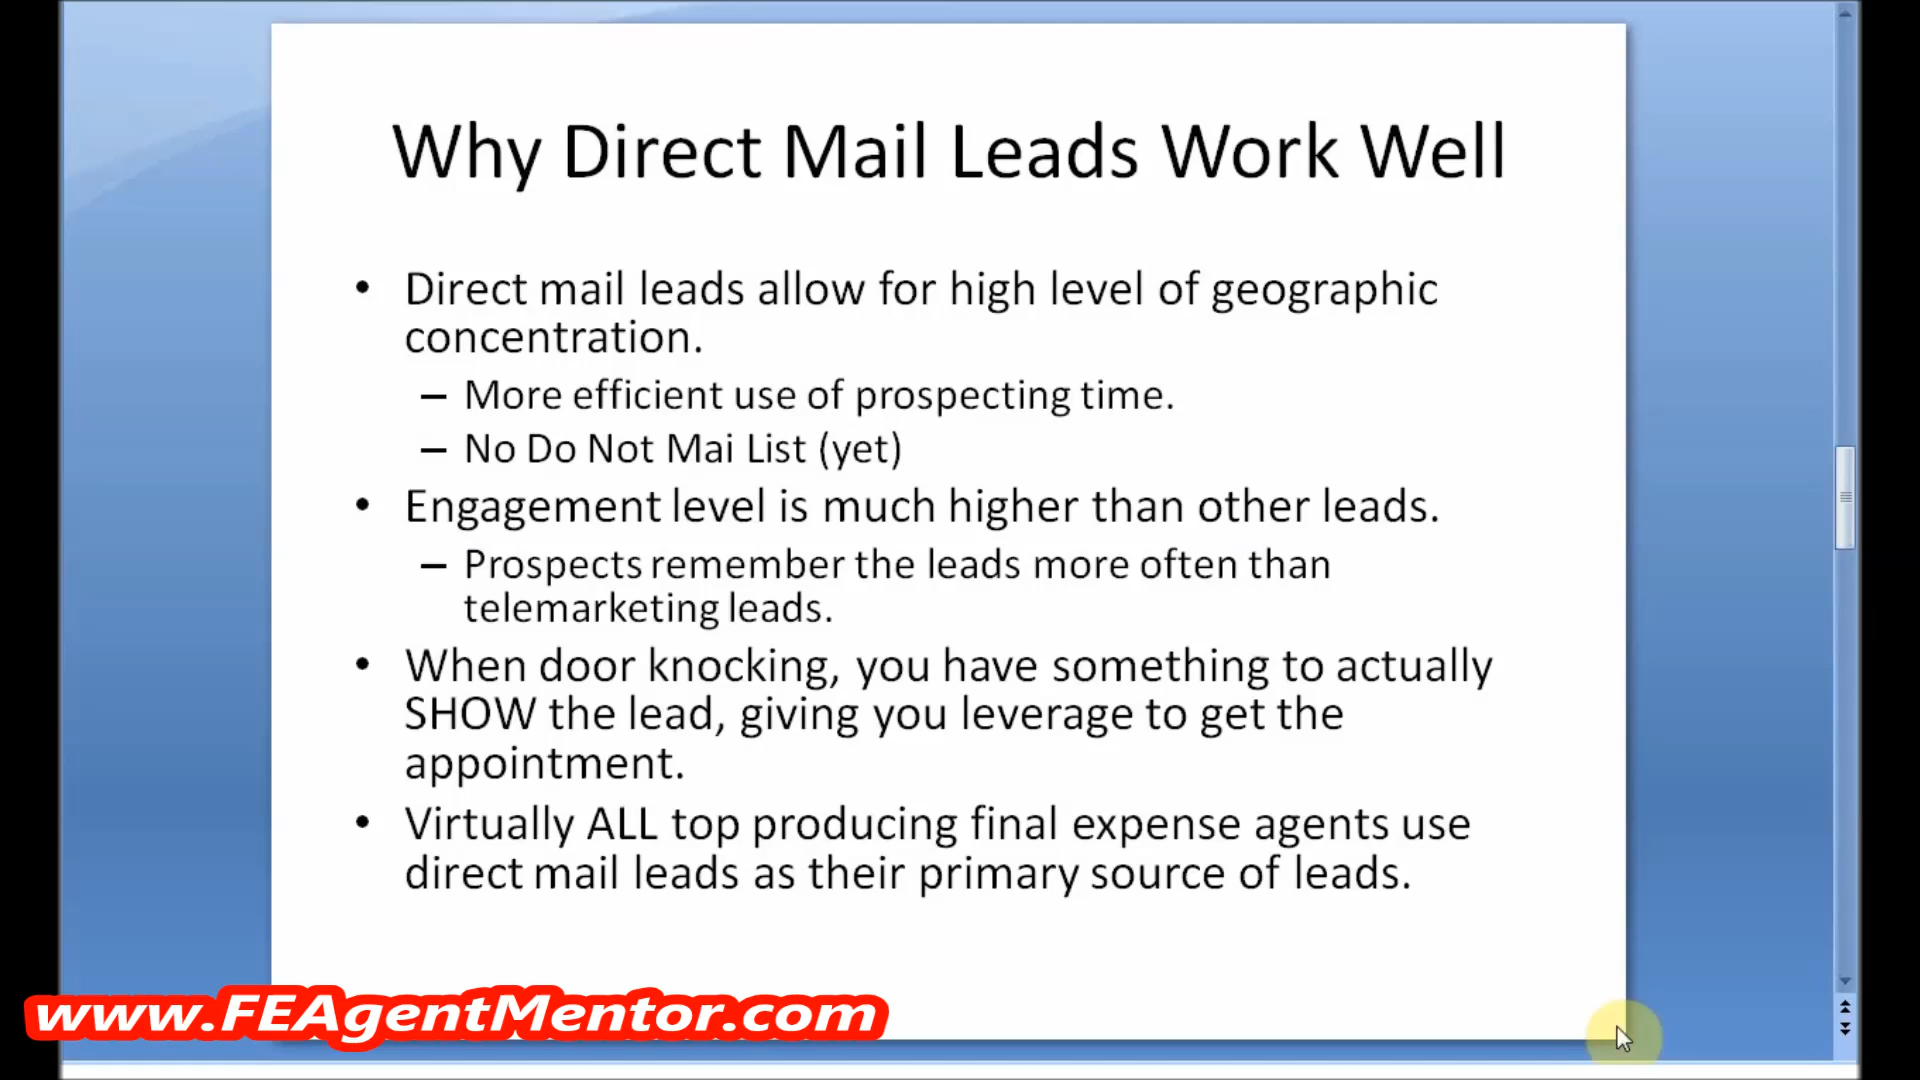 Why Direct Mail Leads Work Well
• Direct mail leads allow for high level of geographic
concentration.
– More efficient use of prospecting time.
– No Do Not Mai List (yet)
• Engagement level is much higher than other leads.
– Prospects remember the leads more often than
telemarketing leads.
• When door knocking, you have something to actually
SHOW the lead, giving you leverage to get the
appointment.
• Virtually ALL top producing final expense agents use
direct mail leads as their primary source of leads.
www.FEAgentMentor.com